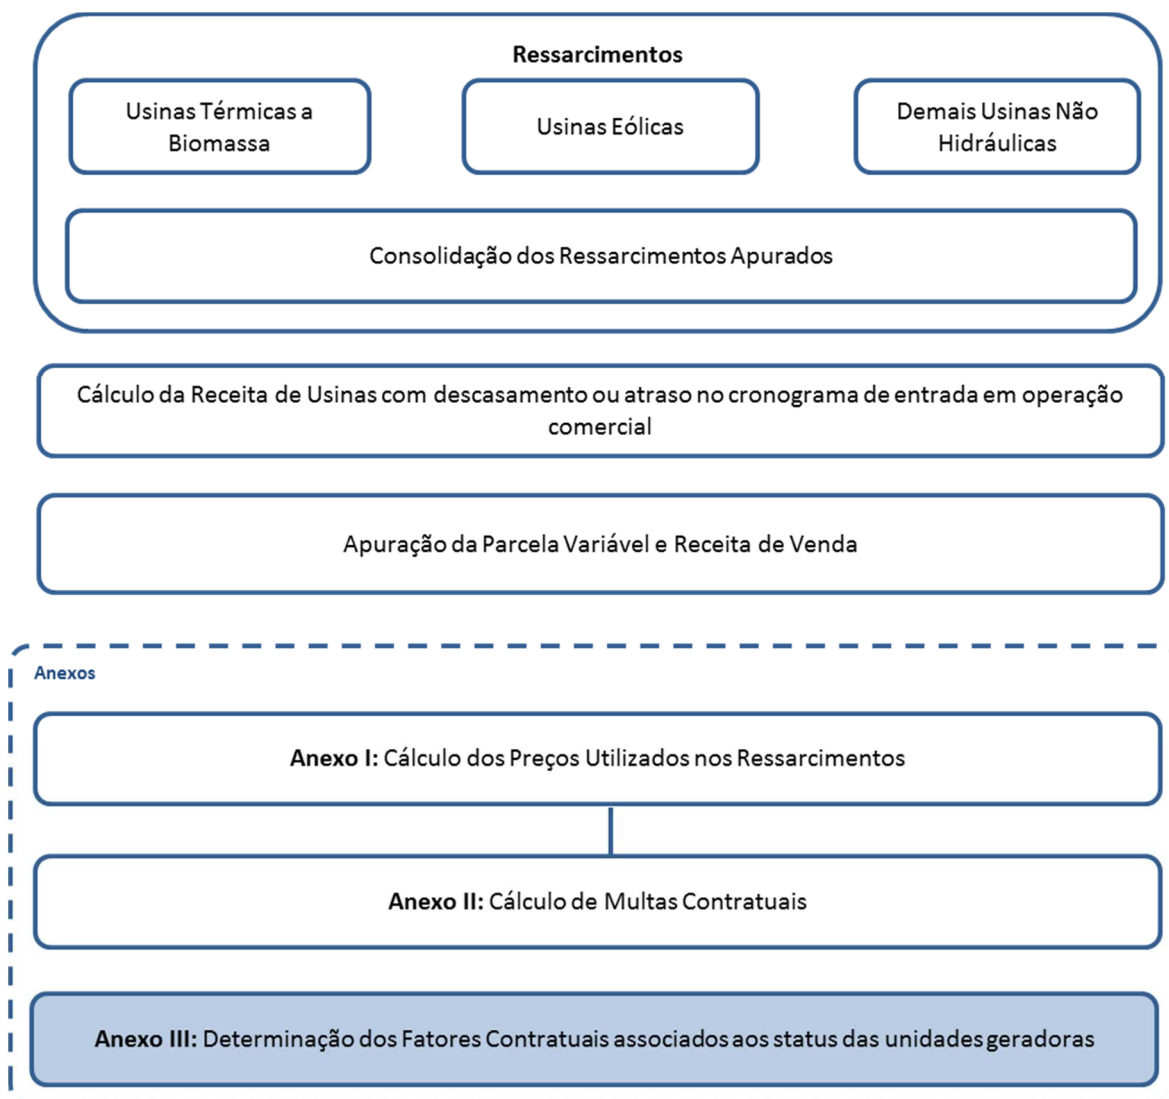 Ressarcimentos
Usinas Térmicas a
Biomassa
Usinas Eólicas
Demais Usinas Não
Hidráulicas
Consolidação dos Ressarcimentos Apurados
Cálculo da Receita de Usinas com descasamento ou atraso no cronograma de entrada em operação
comercial
Apuração da Parcela Variável e Receita de Venda
Anexos
Anexo I: Cálculo dos Preços Utilizados nos Ressarcimentos
Anexo II: Cálculo de Multas Contratuais
Anexo III: Determinação dos Fatores Contratuais associados aos status das unidades geradoras